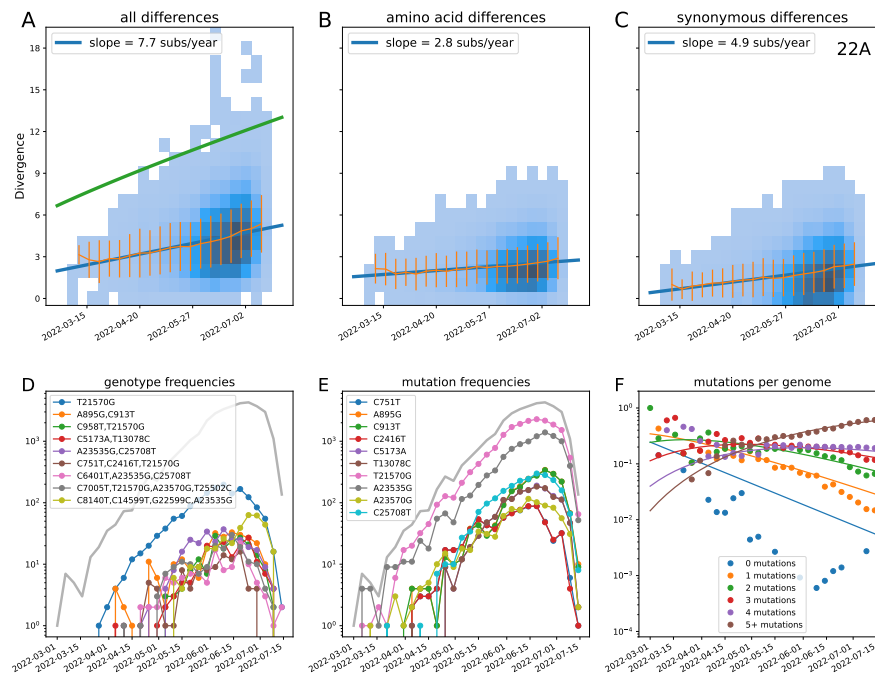 A all differences
B amino acid differences
C synonymous differences
slope = 7.7 subs/year
slope = 2.8 subs/year
slope = 4.9 subs/year
22A
18
15
12
9
6
3
0
Divergence
2022-03-15
2022-04-20
2022-05-27
2022-07-02
2022-03-15
2022-04-20
2022-05-27
2022-07-02
2022-03-15
2022-04-20
2022-05-27
2022-07-02
D genotype frequencies
T21570G
A895G,C913T
C958T,T21570G
C5173A,T13078C
A23535G,C25708T
C751T,C2416T,T21570G
C6401T,A23535G,C25708T
C7005T,T21570G,A23570G,T25502C
C8140T,C14599T,G22599C,A23535G
10³
10²
10¹
10⁰
2022-03-01
2022-03-15
2022-04-01
2022-04-15
2022-05-01
2022-05-15
2022-06-01
2022-06-15
2022-07-01
2022-07-15
E mutation frequencies
C751T
A895G
C913T
C2416T
C5173A
T13078C
T21570G
A23535G
A23570G
C25708T
10³
10²
10¹
10⁰
2022-03-01
2022-03-15
2022-04-01
2022-04-15
2022-05-01
2022-05-15
2022-06-01
2022-06-15
2022-07-01
2022-07-15
F mutations per genome
10⁰
10⁻¹
10⁻²
10⁻³
10⁻⁴
0 mutations
1 mutations
2 mutations
3 mutations
4 mutations
5+ mutations
2022-03-01
2022-03-15
2022-04-01
2022-04-15
2022-05-01
2022-05-15
2022-06-01
2022-06-15
2022-07-01
2022-07-15